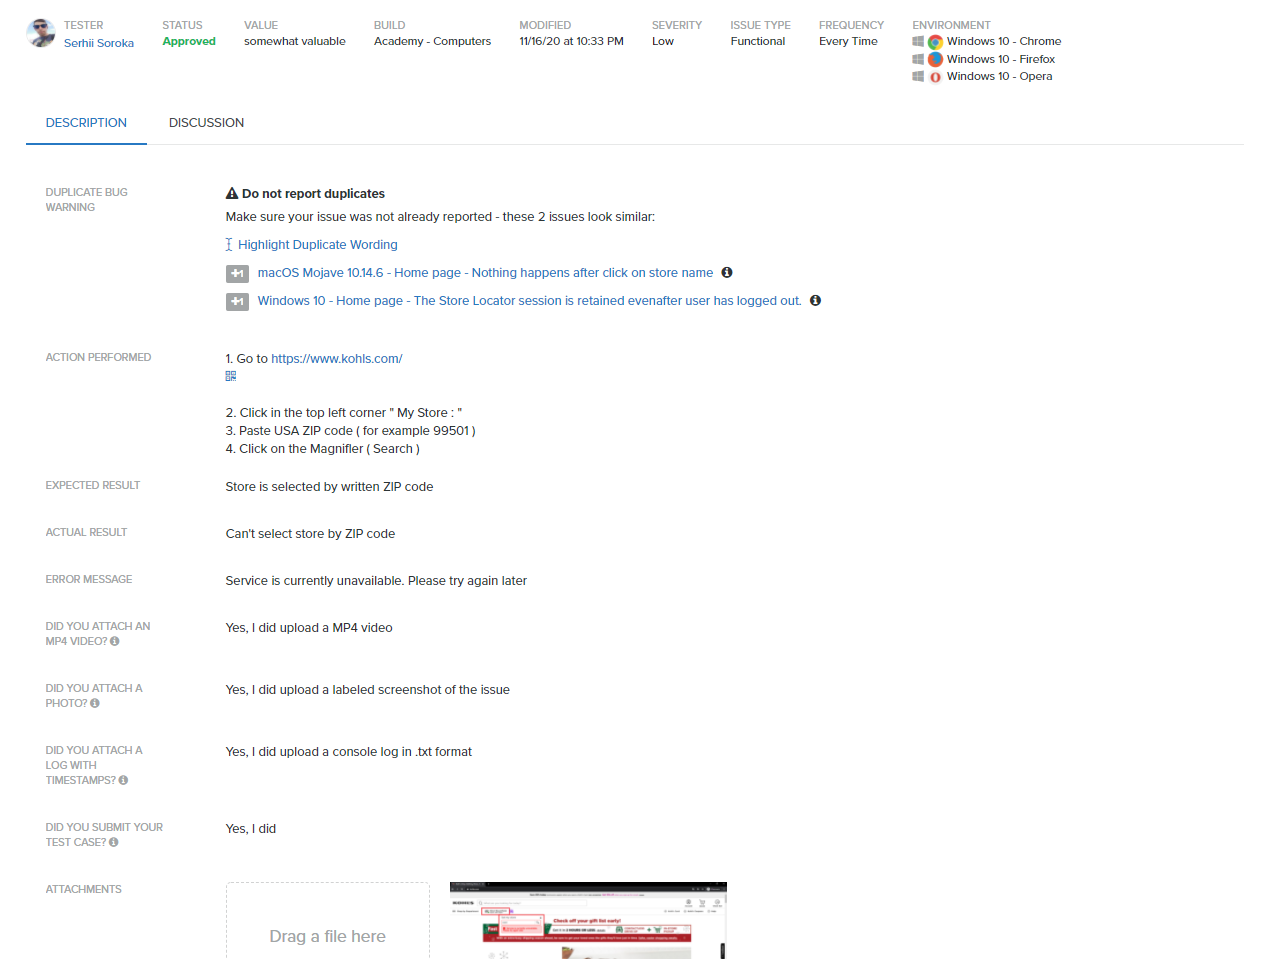 TESTER
Serhii Soroka
STATUS
Approved
VALUE
somewhat valuable
BUILD
Academy - Computers
MODIFIED
11/16/20 at 10:33 PM
SEVERITY
Low
ISSUE TYPE
Functional
FREQUENCY
Every Time
ENVIRONMENT
Windows 10 - Chrome
Windows 10 - Firefox
Windows 10 - Opera
DESCRIPTION
DISCUSSION
DUPLICATE BUG
WARNING
Do not report duplicates
Make sure your issue was not already reported - these 2 issues look similar:
Highlight Duplicate Wording
+1 macOS Mojave 10.14.6 - Home page - Nothing happens after click on store name
+1 Windows 10 - Home page - The Store Locator session is retained evenafter user has logged out.
ACTION PERFORMED
1. Go to https://www.kohls.com/
2. Click in the top left corner " My Store : "
3. Paste USA ZIP code ( for example 99501 )
4. Click on the Magnifier ( Search )
EXPECTED RESULT
Store is selected by written ZIP code
ACTUAL RESULT
Can't select store by ZIP code
ERROR MESSAGE
Service is currently unavailable. Please try again later
DID YOU ATTACH AN
MP4 VIDEO?
Yes, I did upload a MP4 video
DID YOU ATTACH A
PHOTO?
Yes, I did upload a labeled screenshot of the issue
DID YOU ATTACH A
LOG WITH
TIMESTAMPS?
Yes, I did upload a console log in .txt format
DID YOU SUBMIT YOUR
TEST CASE?
Yes, I did
ATTACHMENTS
Drag a file here
KOHL'S
Check off your gift list early!